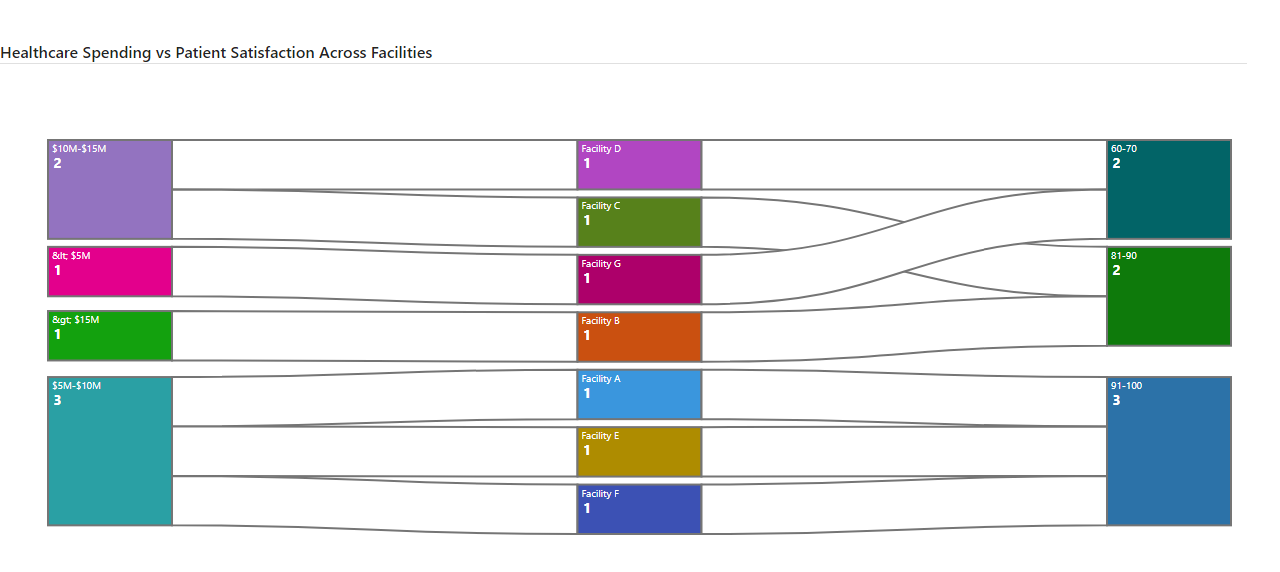 Healthcare Spending vs Patient Satisfaction Across Facilities
$10M-$15M
2
&lt; $5M
1
&gt; $15M
1
$5M-$10M
3
Facility D
1
Facility C
1
Facility G
1
Facility B
1
Facility A
1
Facility E
1
Facility F
1
60-70
2
81-90
2
91-100
3